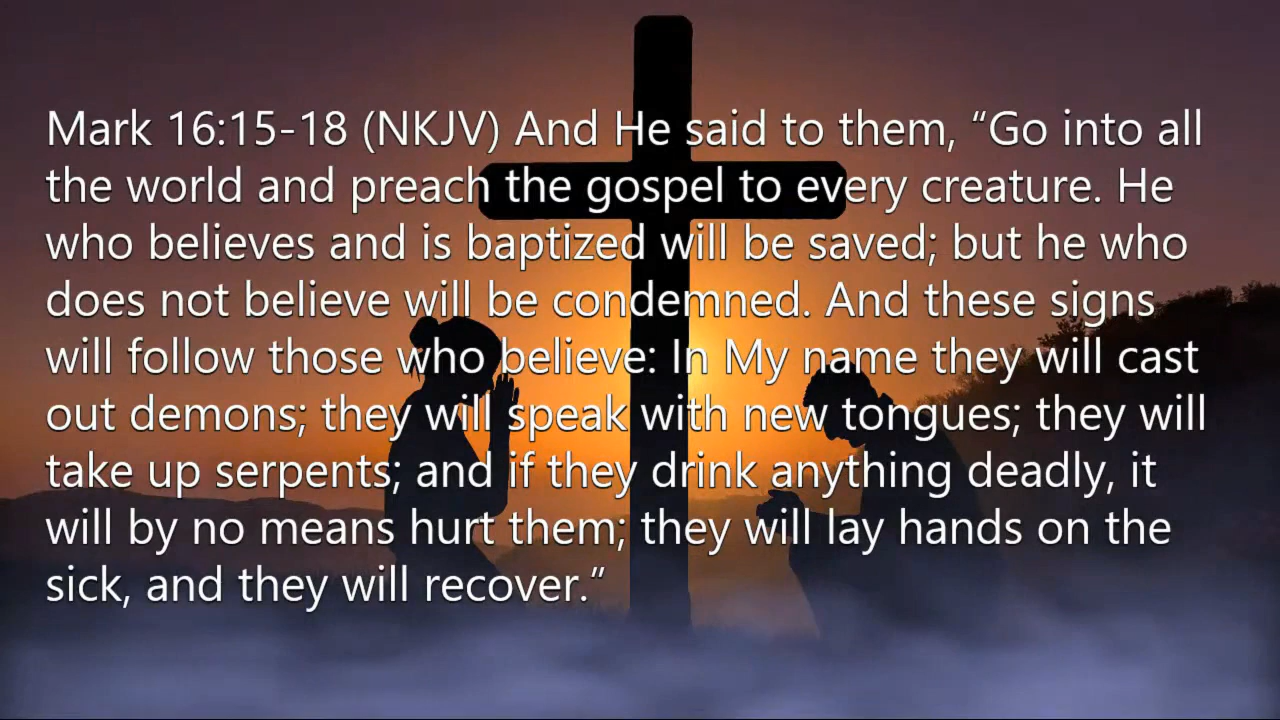 Mark 16:15-18 (NKJV) And He said to them, “Go into all
the world and preach the gospel to every creature. He
who believes and is baptized will be saved; but he who
does not believe will be condemned. And these signs
will follow those who believe: In My name they will cast
out demons; they will speak with new tongues; they will
take up serpents; and if they drink anything deadly, it
will by no means hurt them; they will lay hands on the
sick, and they will recover.”